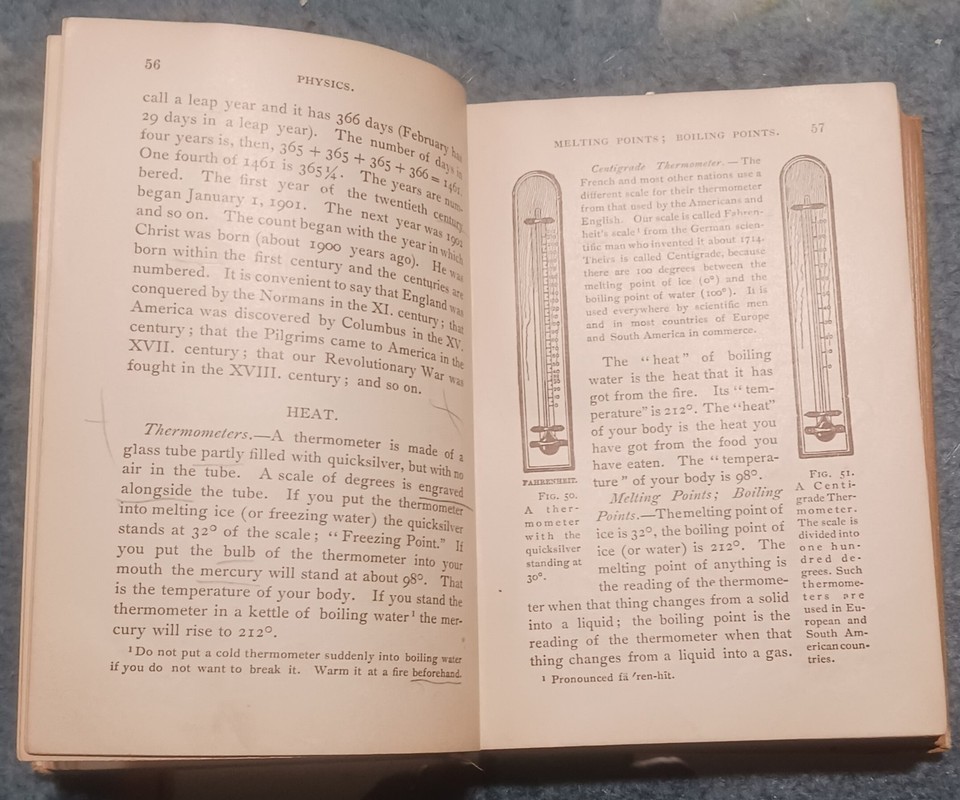 56
PHYSICS.
call a leap year and it has 366 days (February has
29 days in a leap year). The number of days in
four years is, then, 365 + 365 + 365 + 366 = 1461.
One fourth of 1461 is 365¼. The years are num-
bered. The first year of the twentieth century
began January 1, 1901. The next year was 1902
and so on. The count began with the year in which
Christ was born (about 1900 years ago). He was
born within the first century and the centuries are
numbered. It is convenient to say that England was
conquered by the Normans in the XI. century; that
America was discovered by Columbus in the XV.
century; that the Pilgrims came to America in the
XVII. century; that our Revolutionary War was
fought in the XVIII. century; and so on.
HEAT.
Thermometers.—A thermometer is made of a
glass tube partly filled with quicksilver, but with no
air in the tube. A scale of degrees is engraved
alongside the tube. If you put the thermometer
into melting ice (or freezing water) the quicksilver
stands at 32° of the scale; "Freezing Point." If
you put the bulb of the thermometer into your
mouth the mercury will stand at about 98°. That
is the temperature of your body. If you stand the
thermometer in a kettle of boiling water¹ the mer-
cury will rise to 212°.
¹ Do not put a cold thermometer suddenly into boiling water
if you do not want to break it. Warm it at a fire beforehand.
MELTING POINTS; BOILING POINTS. 57
Centigrade Thermometer.—The
French and most other nations use a
different scale for their thermometer
from that used by the Americans and
English. Our scale is called Fahren-
heit's scale¹ from the German scien-
tific man who invented it about 1714.
Theirs is called Centigrade, because
there are 100 degrees between the
melting point of ice (0°) and the
boiling point of water (100°). It is
used everywhere by scientific men
and in most countries of Europe
and South America in commerce.
The "heat" of boiling
water is the heat that it has
got from the fire. Its "tem-
perature" is 212°. The "heat"
of your body is the heat you
have got from the food you
have eaten. The "tempera-
ture" of your body is 98°.
Melting Points; Boiling
Points.—The melting point of
ice is 32°, the boiling point of
ice (or water) is 212°. The
melting point of anything is
the reading of the thermome-
ter when that thing changes from a solid
into a liquid; the boiling point is the
reading of the thermometer when that
thing changes from a liquid into a gas.
¹ Pronounced fä′ren-hit.
FAHRENHEIT.
FIG. 50.
A ther-
mometer
with the
quicksilver
standing at
30°.
FIG. 51.
A Centi-
grade Ther-
mometer.
The scale is
divided into
one hun-
dred de-
grees. Such
thermome-
ters are
used in Eu-
ropean and
South Am-
erican coun-
tries.